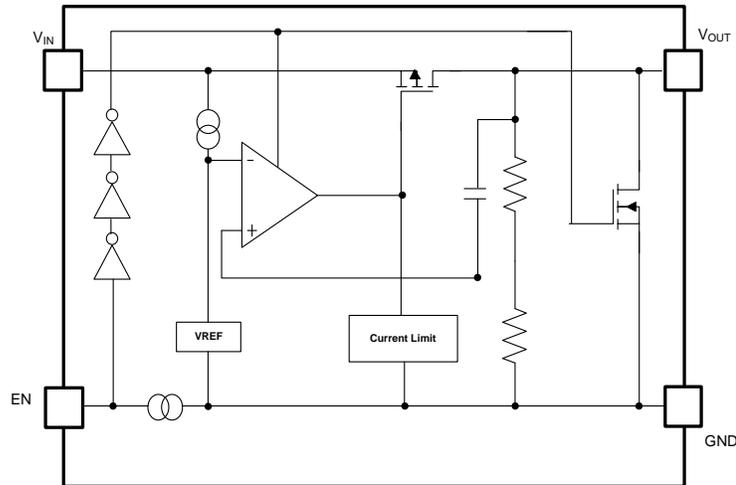 VIN
VOUT
-
+
VREF
Current Limit
EN
GND